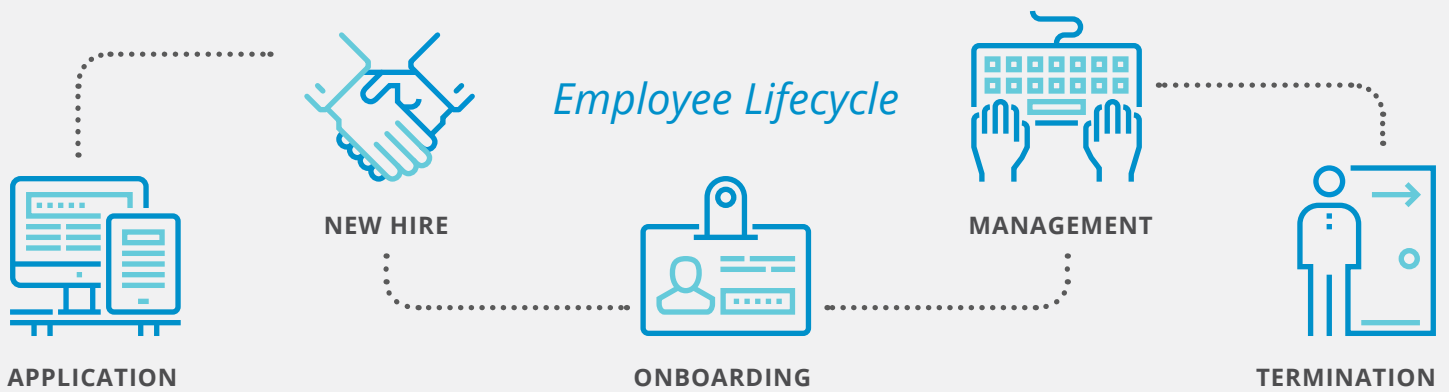 Employee Lifecycle
NEW HIRE
MANAGEMENT
APPLICATION
ONBOARDING
TERMINATION